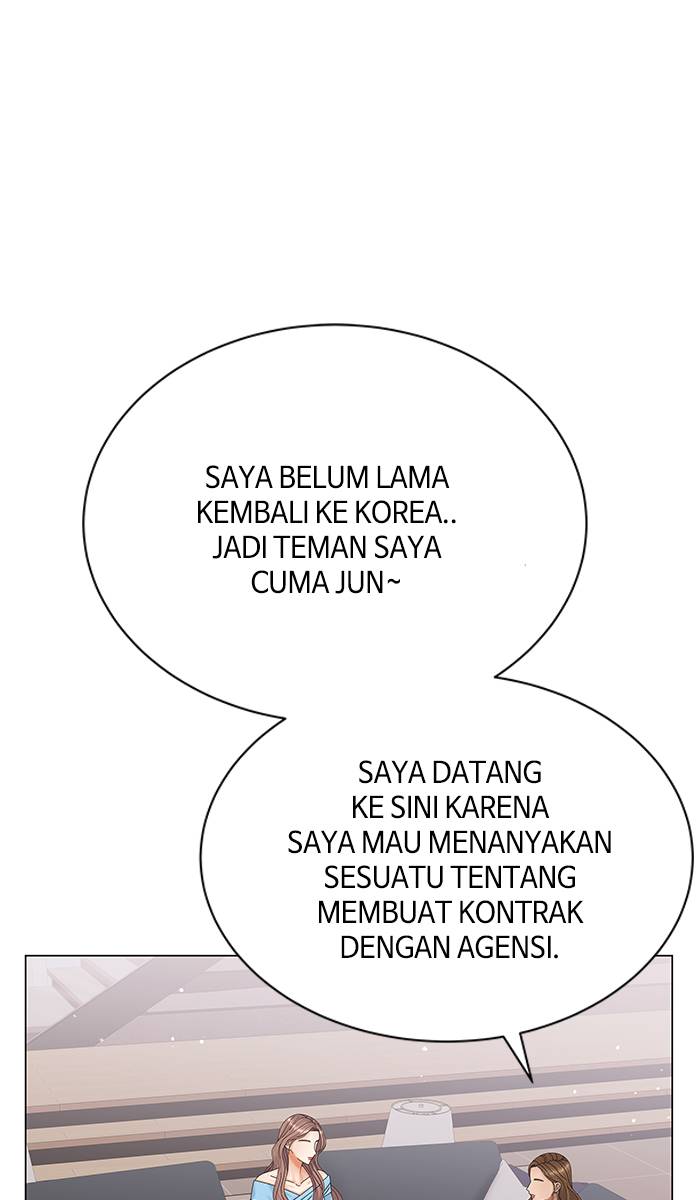 SAYA BELUM LAMA
KEMBALI KE KOREA..
JADI TEMAN SAYA
CUMA JUN~
SAYA DATANG
KE SINI KARENA
SAYA MAU MENANYAKAN
SESUATU TENTANG
MEMBUAT KONTRAK
DENGAN AGENSI.